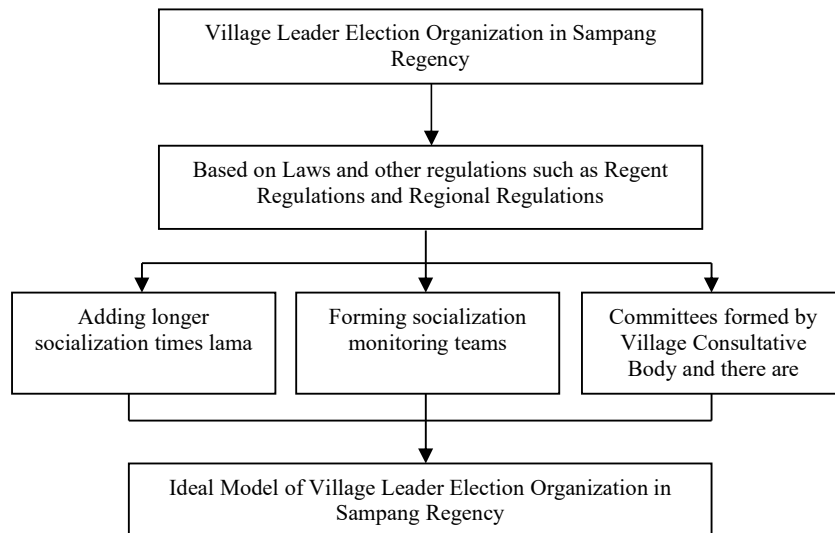 Village Leader Election Organization in Sampang
Regency
Based on Laws and other regulations such as Regent
Regulations and Regional Regulations
Adding longer
socialization times lama
Forming socialization
monitoring teams
Committees formed by
Village Consultative
Body and there are
Ideal Model of Village Leader Election Organization in
Sampang Regency